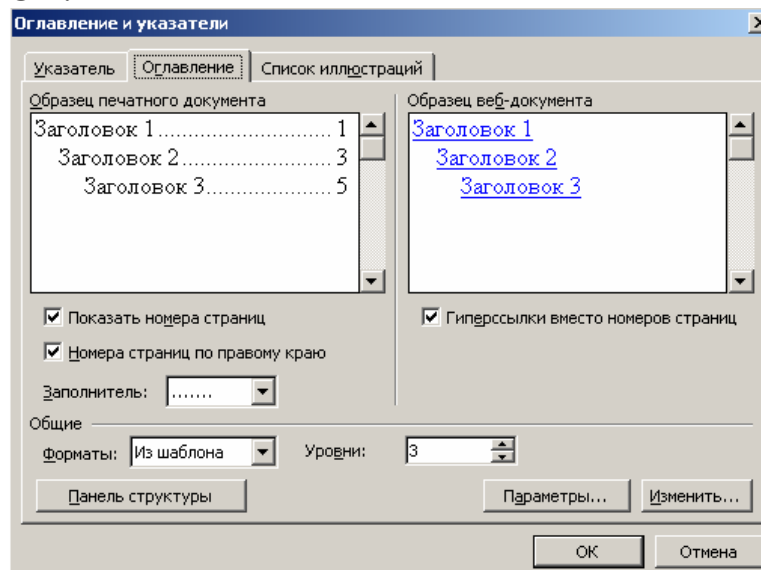 Оглавление и указатели
Указатель Оглавление Список иллюстраций
Образец печатного документа
Заголовок 1............................. 1
Заголовок 2.......................... 3
Заголовок 3...................... 5
Образец веб-документа
Заголовок 1
Заголовок 2
Заголовок 3
Показать номера страниц
Номера страниц по правому краю
Заполнитель: .......
Гиперссылки вместо номеров страниц
Общие
Форматы: Из шаблона Уровни: 3
Панель структуры Параметры... Изменить...
ОК Отмена